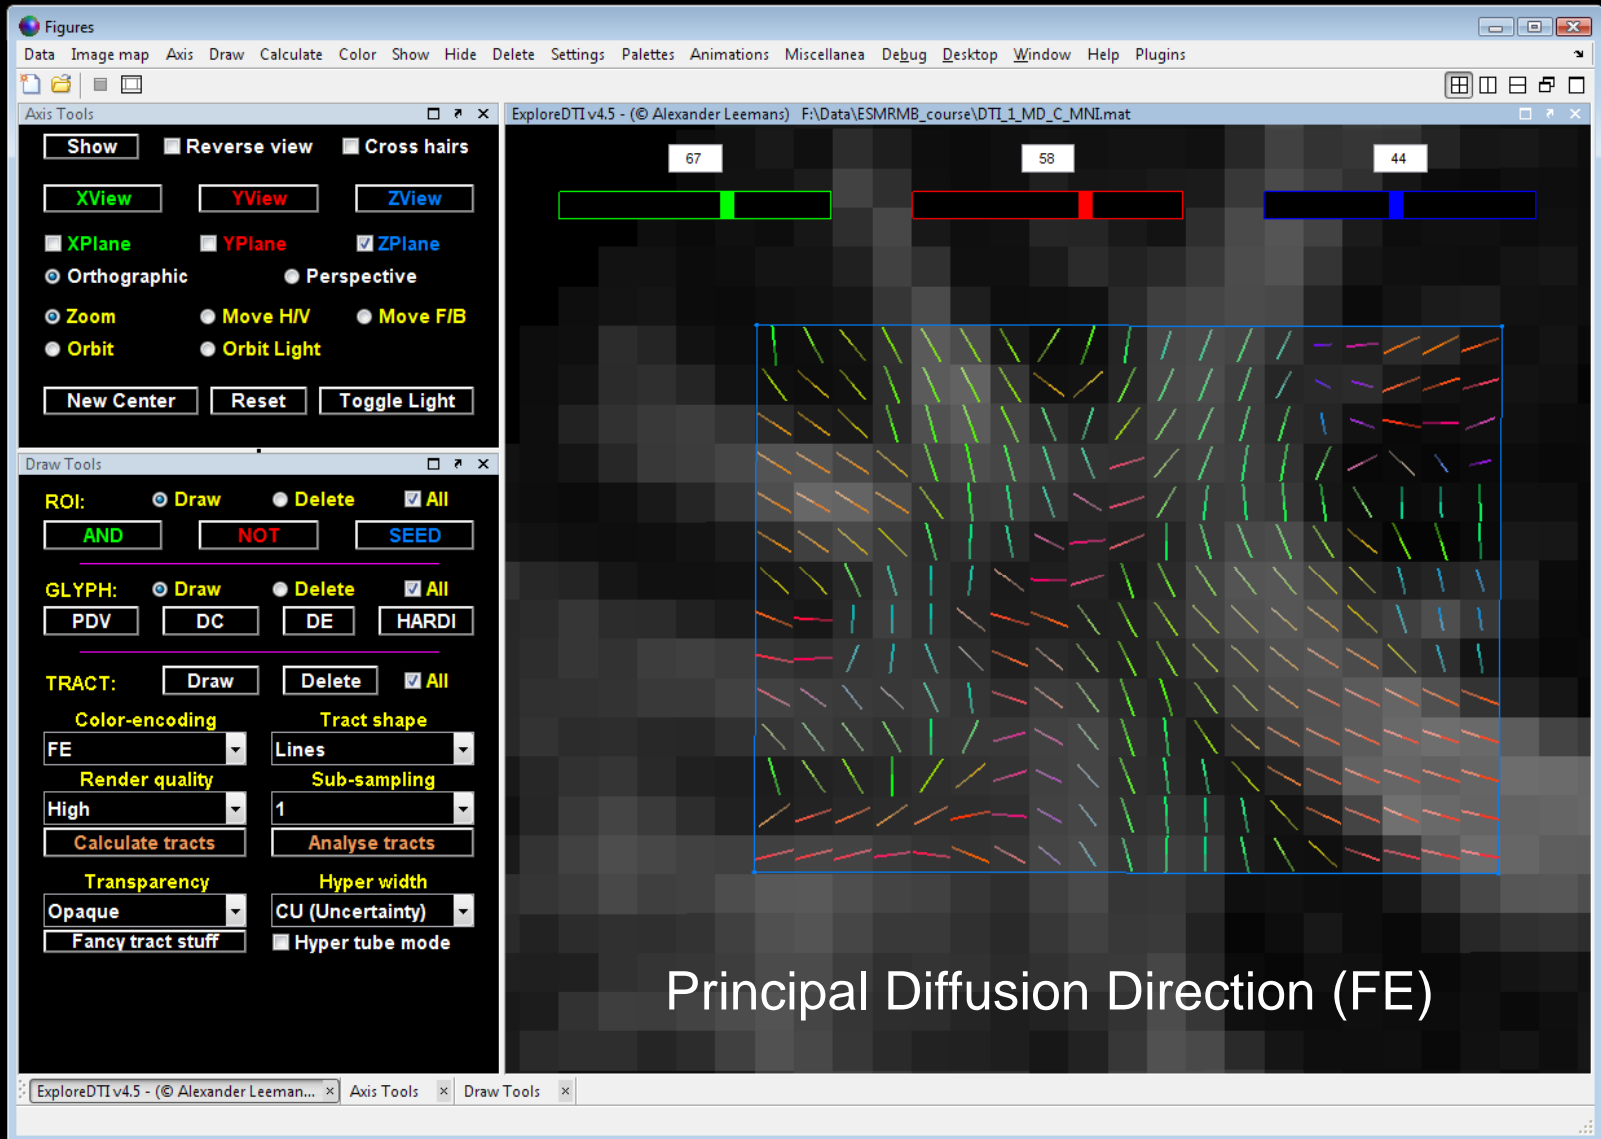 Figures
Data Image map Axis Draw Calculate Color Show Hide Delete Settings Palettes Animations Miscellanea Debug Desktop Window Help Plugins
Axis Tools
Show Reverse view Cross hairs
XView YView ZView
XPlane YPlane ZPlane
Orthographic Perspective
Zoom Move H/V Move F/B
Orbit Orbit Light
New Center Reset Toggle Light
Draw Tools
ROI: Draw Delete All
AND NOT SEED
GLYPH: Draw Delete All
PDV DC DE HARDI
TRACT: Draw Delete All
Color-encoding Tract shape
FE Lines
Render quality Sub-sampling
High 1
Calculate tracts Analyse tracts
Transparency Hyper width
Opaque CU (Uncertainty)
Fancy tract stuff Hyper tube mode
ExploreDTI v4.5 - (© Alexander Leemans) F:\Data\ESMRMB_course\DTI_1_MD_C_MNI.mat
67 58 44
Principal Diffusion Direction (FE)
ExploreDTI v4.5 - (© Alexander Leeman... Axis Tools Draw Tools